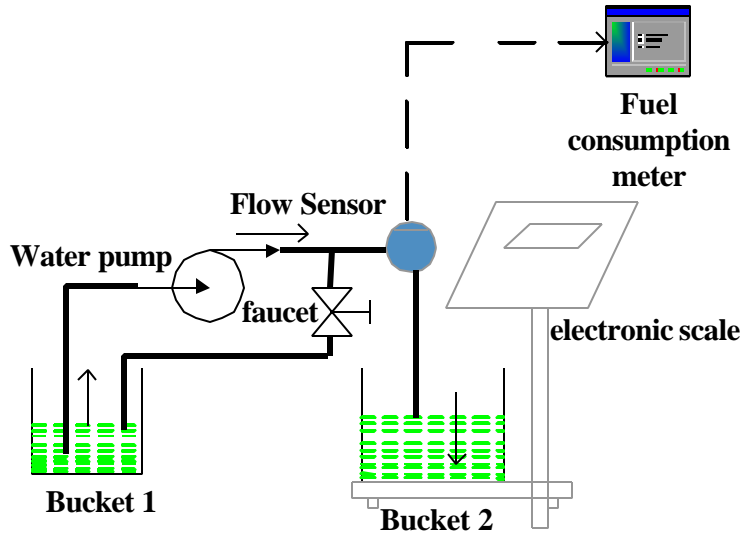 Fuel
consumption
meter
Flow Sensor
Water pump
faucet
electronic scale
Bucket 1
Bucket 2